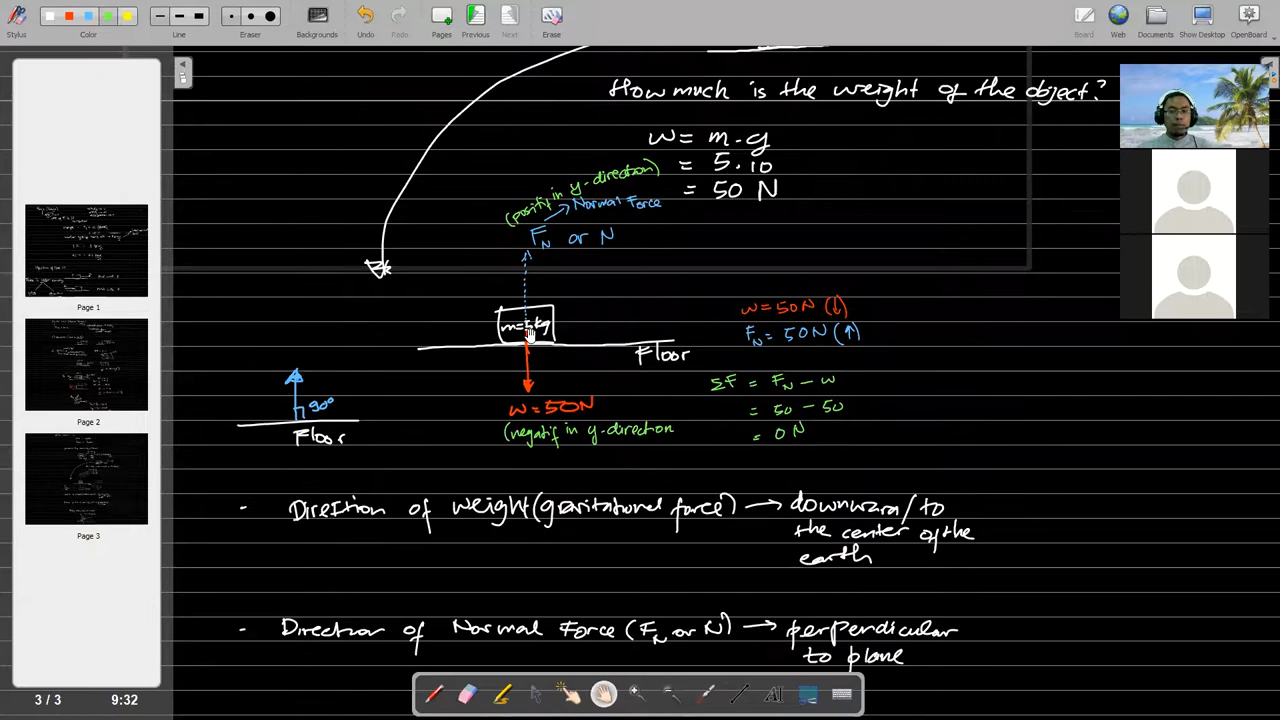 Stylus
Color
Line
Eraser
Backgrounds
Undo
Redo
Pages
Previous
Next
Erase
Board
Web
Documents
Show Desktop
OpenBoard
How much is the weight of the object?
w = m . g
= 5 . 10
= 50 N
(positif in y-direction)
Normal Force
FN or N
m=5kg
Floor
w = 50N (↓)
FN = 50N (↑)
ΣF = FN - w
= 50 - 50
= 0 N
w = 50N
(negatif in y-direction
90°
Floor
- Direction of weight (gravitational force) → downward / to
the center of the
earth
- Direction of Normal Force (FN or N) → perpendicular
to plane
Page 1
Page 2
Page 3
3 / 3
9:32